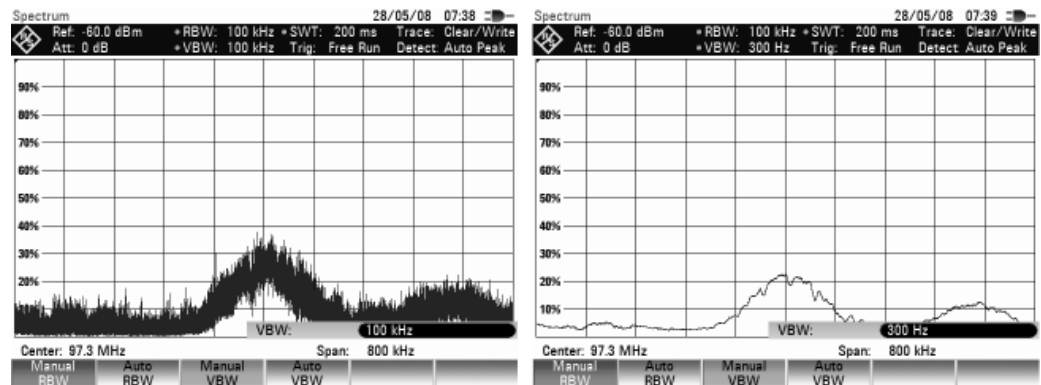 Spectrum 28/05/08 07:38
Ref: -60.0 dBm • RBW: 100 kHz • SWT: 200 ms Trace: Clear/Write
Att: 0 dB • VBW: 100 kHz Trig: Free Run Detect: Auto Peak
90%
80%
70%
60%
50%
40%
30%
20%
VBW: 100 kHz
Center: 97.3 MHz Span: 800 kHz
Manual RBW Auto RBW Manual VBW Auto VBW
Spectrum 28/05/08 07:39
Ref: -60.0 dBm • RBW: 100 kHz • SWT: 200 ms Trace: Clear/Write
Att: 0 dB • VBW: 300 Hz Trig: Free Run Detect: Auto Peak
90%
80%
70%
60%
50%
40%
30%
20%
10%
VBW: 300 Hz
Center: 97.3 MHz Span: 800 kHz
Manual RBW Auto RBW Manual VBW Auto VBW